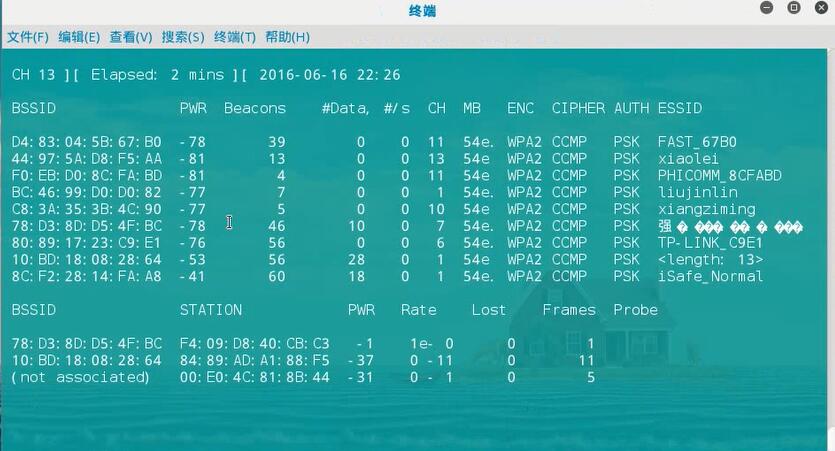 终端
文件(F) 编辑(E) 查看(V) 搜索(S) 终端(T) 帮助(H)
CH 13 ][ Elapsed: 2 mins ][ 2016-06-16 22:26
BSSID PWR Beacons #Data, #/s CH MB ENC CIPHER AUTH ESSID
D4:83:04:5B:67:B0 -78 39 0 0 11 54e. WPA2 CCMP PSK FAST_67B0
44:97:5A:D8:F5:AA -81 13 0 0 13 54e. WPA2 CCMP PSK xiaolei
F0:EB:D0:8C:FA:BD -81 4 0 0 11 54e. WPA2 CCMP PSK PHICOMM_8CFABD
BC:46:99:D0:D0:82 -77 7 0 0 1 54e. WPA2 CCMP PSK liujinlin
C8:3A:35:3B:4C:90 -77 5 0 0 10 54e. WPA2 CCMP PSK xiangziming
78:D3:8D:D5:4F:BC -78 46 10 0 7 54e. WPA2 CCMP PSK 强� ��� �� � ���
80:89:17:23:C9:E1 -76 56 0 0 6 54e. WPA2 CCMP PSK TP-LINK_C9E1
10:BD:18:08:28:64 -53 56 28 0 1 54e. WPA2 CCMP PSK <length: 13>
8C:F2:28:14:FA:A8 -41 60 18 0 1 54e. WPA2 CCMP PSK iSafe_Normal
BSSID STATION PWR Rate Lost Frames Probe
78:D3:8D:D5:4F:BC F4:09:D8:40:CB:C3 -1 1e- 0 0 1
10:BD:18:08:28:64 84:89:AD:A1:88:F5 -37 0 -11 0 11
(not associated) 00:E0:4C:81:8B:44 -31 0 - 1 0 5